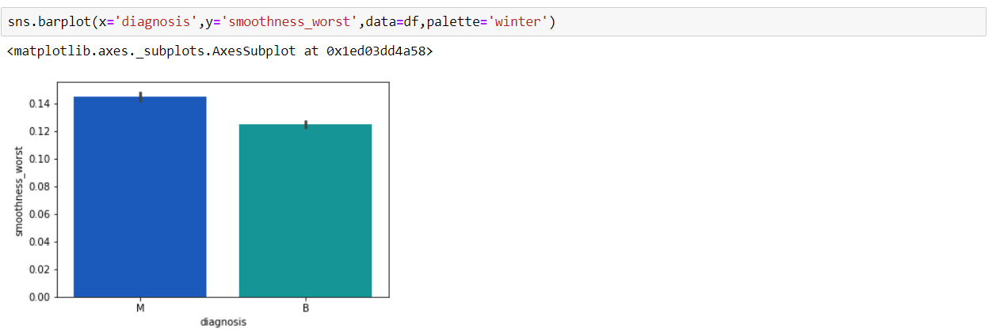 sns.barplot(x='diagnosis',y='smoothness_worst',data=df,palette='winter')
<matplotlib.axes._subplots.AxesSubplot at 0x1ed03dd4a58>
0.14
0.12
0.10
0.08
0.06
0.04
0.02
0.00
smoothness_worst
M B
diagnosis